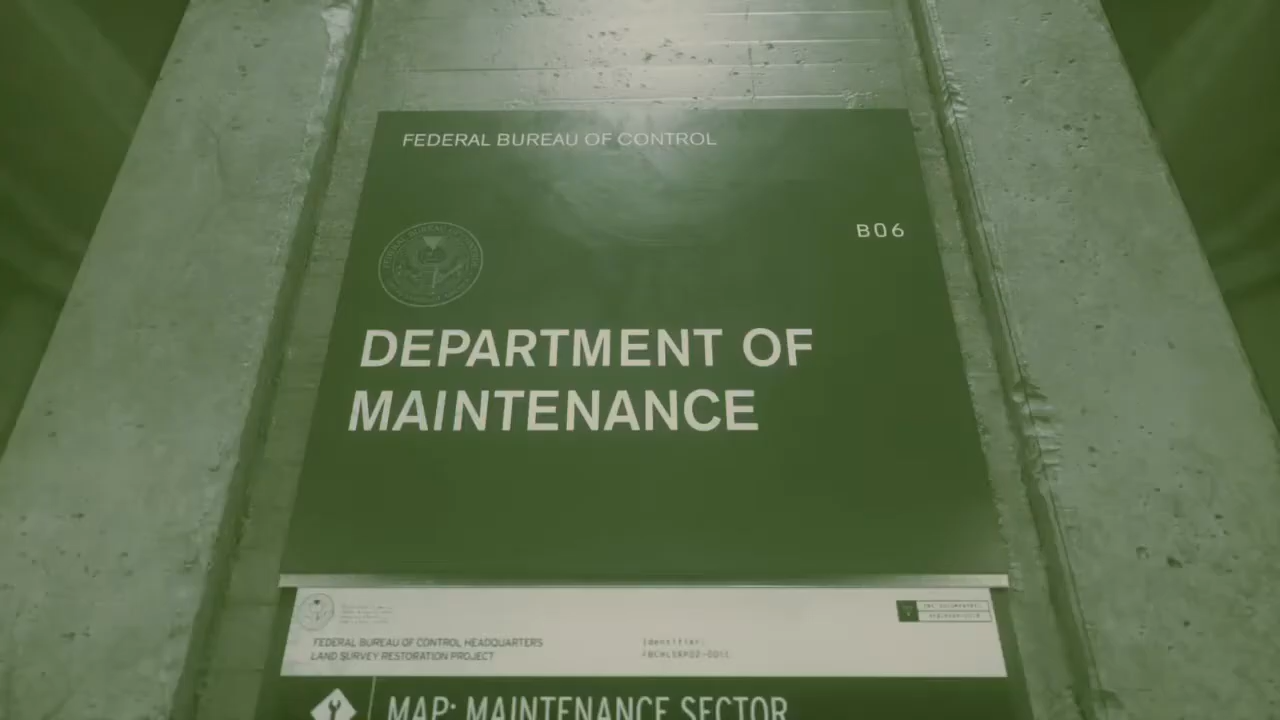 FEDERAL BUREAU OF CONTROL
B06
DEPARTMENT OF
MAINTENANCE
FEDERAL BUREAU OF CONTROL HEADQUARTERS
LAND SURVEY RESTORATION PROJECT
Identifier:
MAP: MAINTENANCE SECTOR